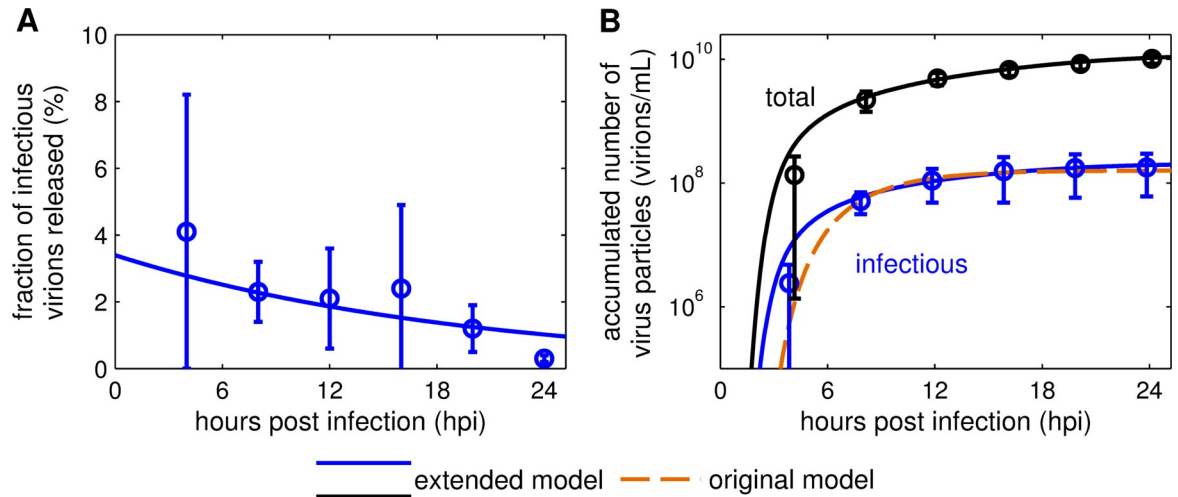 A
fraction of infectious
virions released (%)
10
8
6
4
2
0
0 6 12 18 24
hours post infection (hpi)
B
accumulated number of
virus particles (virions/mL)
10^10
10^8
10^6
total
infectious
0 6 12 18 24
hours post infection (hpi)
extended model
original model